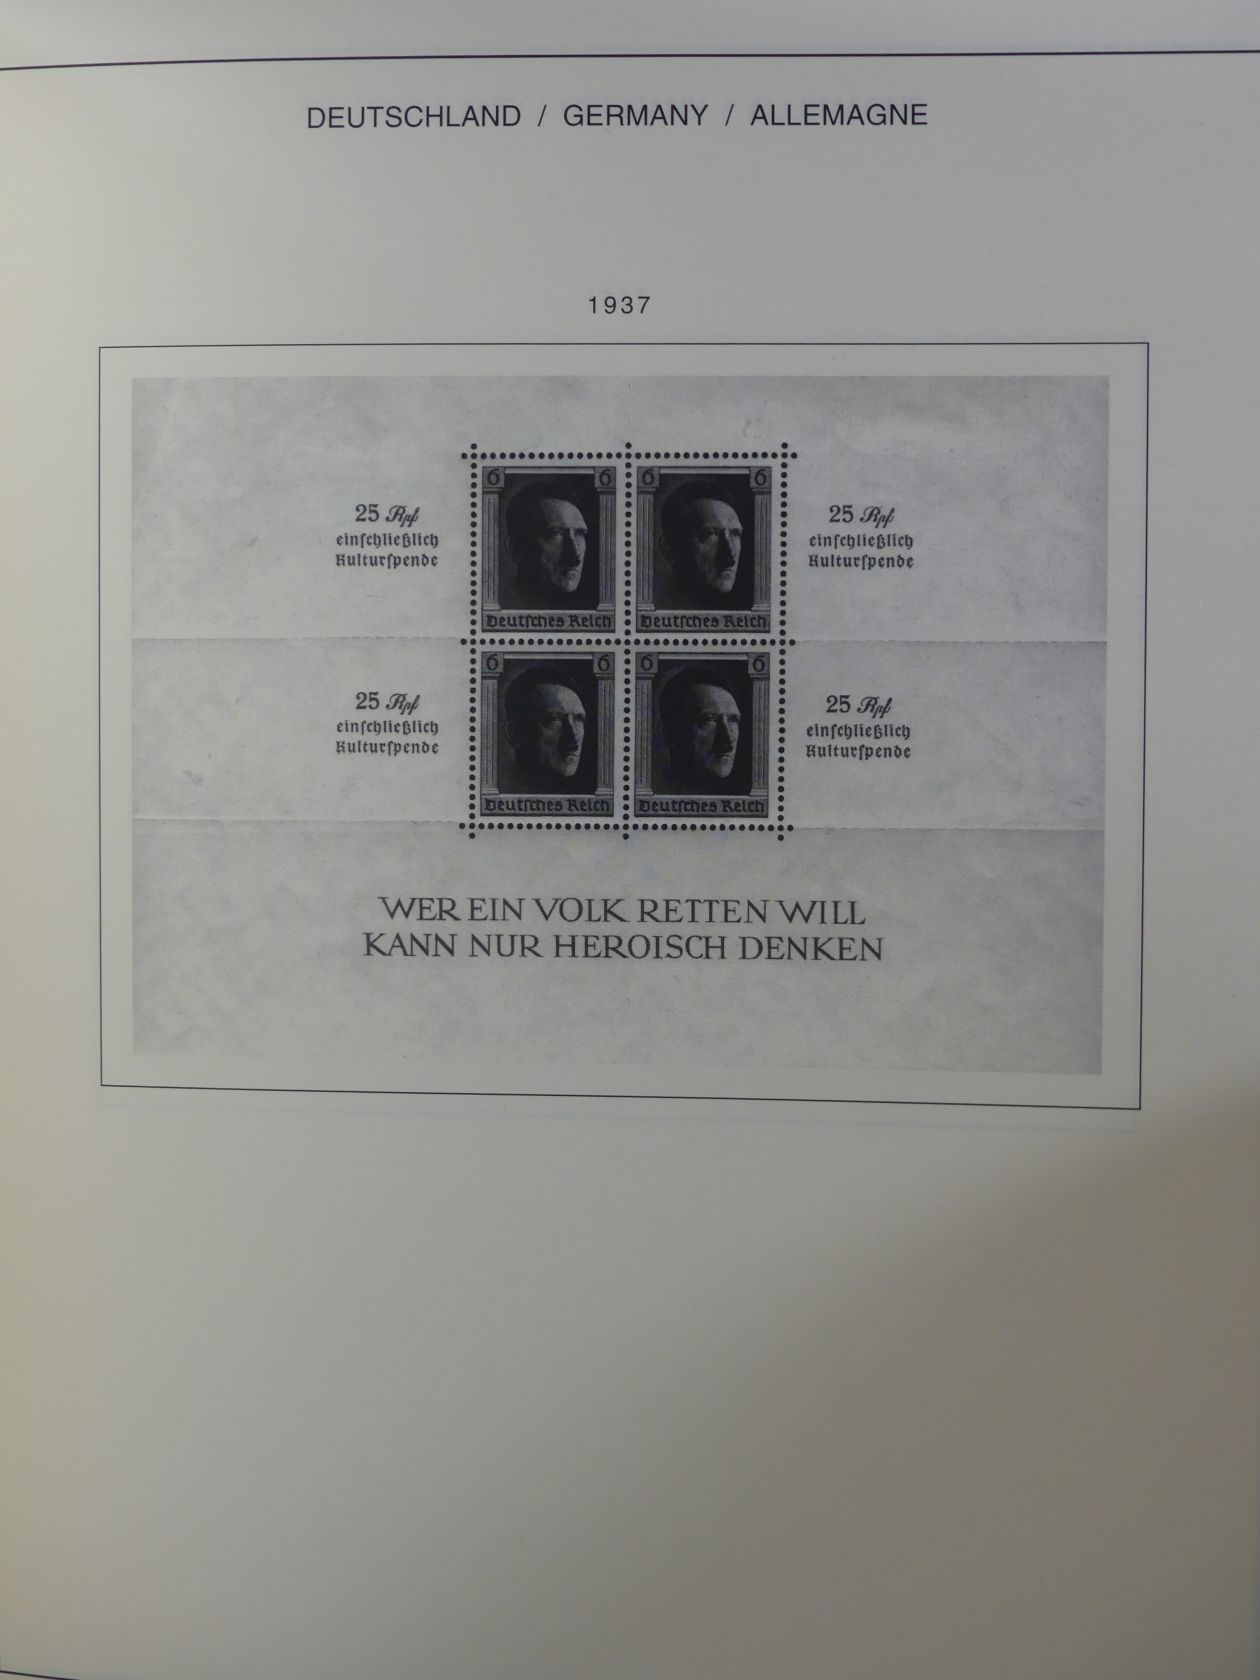 DEUTSCHLAND / GERMANY / ALLEMAGNE
1937
25 Rpf
einſchließlich
Kulturſpende
6 6
Deutſches Reich
6 6
Deutſches Reich
25 Rpf
einſchließlich
Kulturſpende
25 Rpf
einſchließlich
Kulturſpende
6 6
Deutſches Reich
6 6
Deutſches Reich
25 Rpf
einſchließlich
Kulturſpende
WER EIN VOLK RETTEN WILL
KANN NUR HEROISCH DENKEN